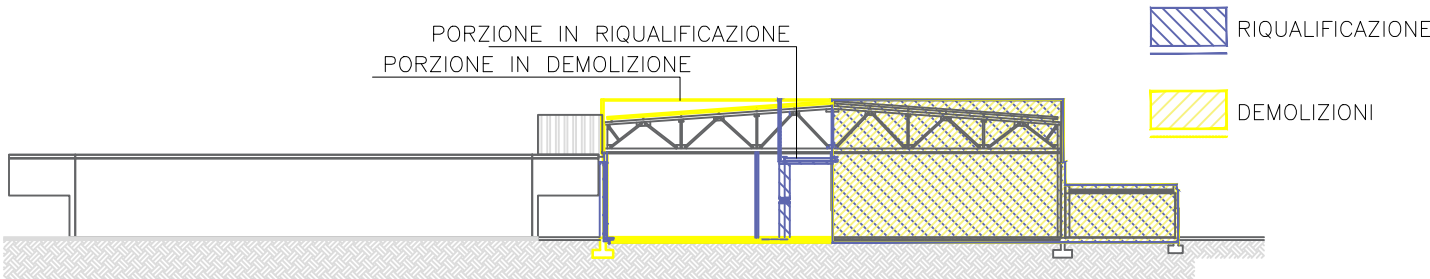 PORZIONE IN RIQUALIFICAZIONE
PORZIONE IN DEMOLIZIONE
RIQUALIFICAZIONE
DEMOLIZIONI